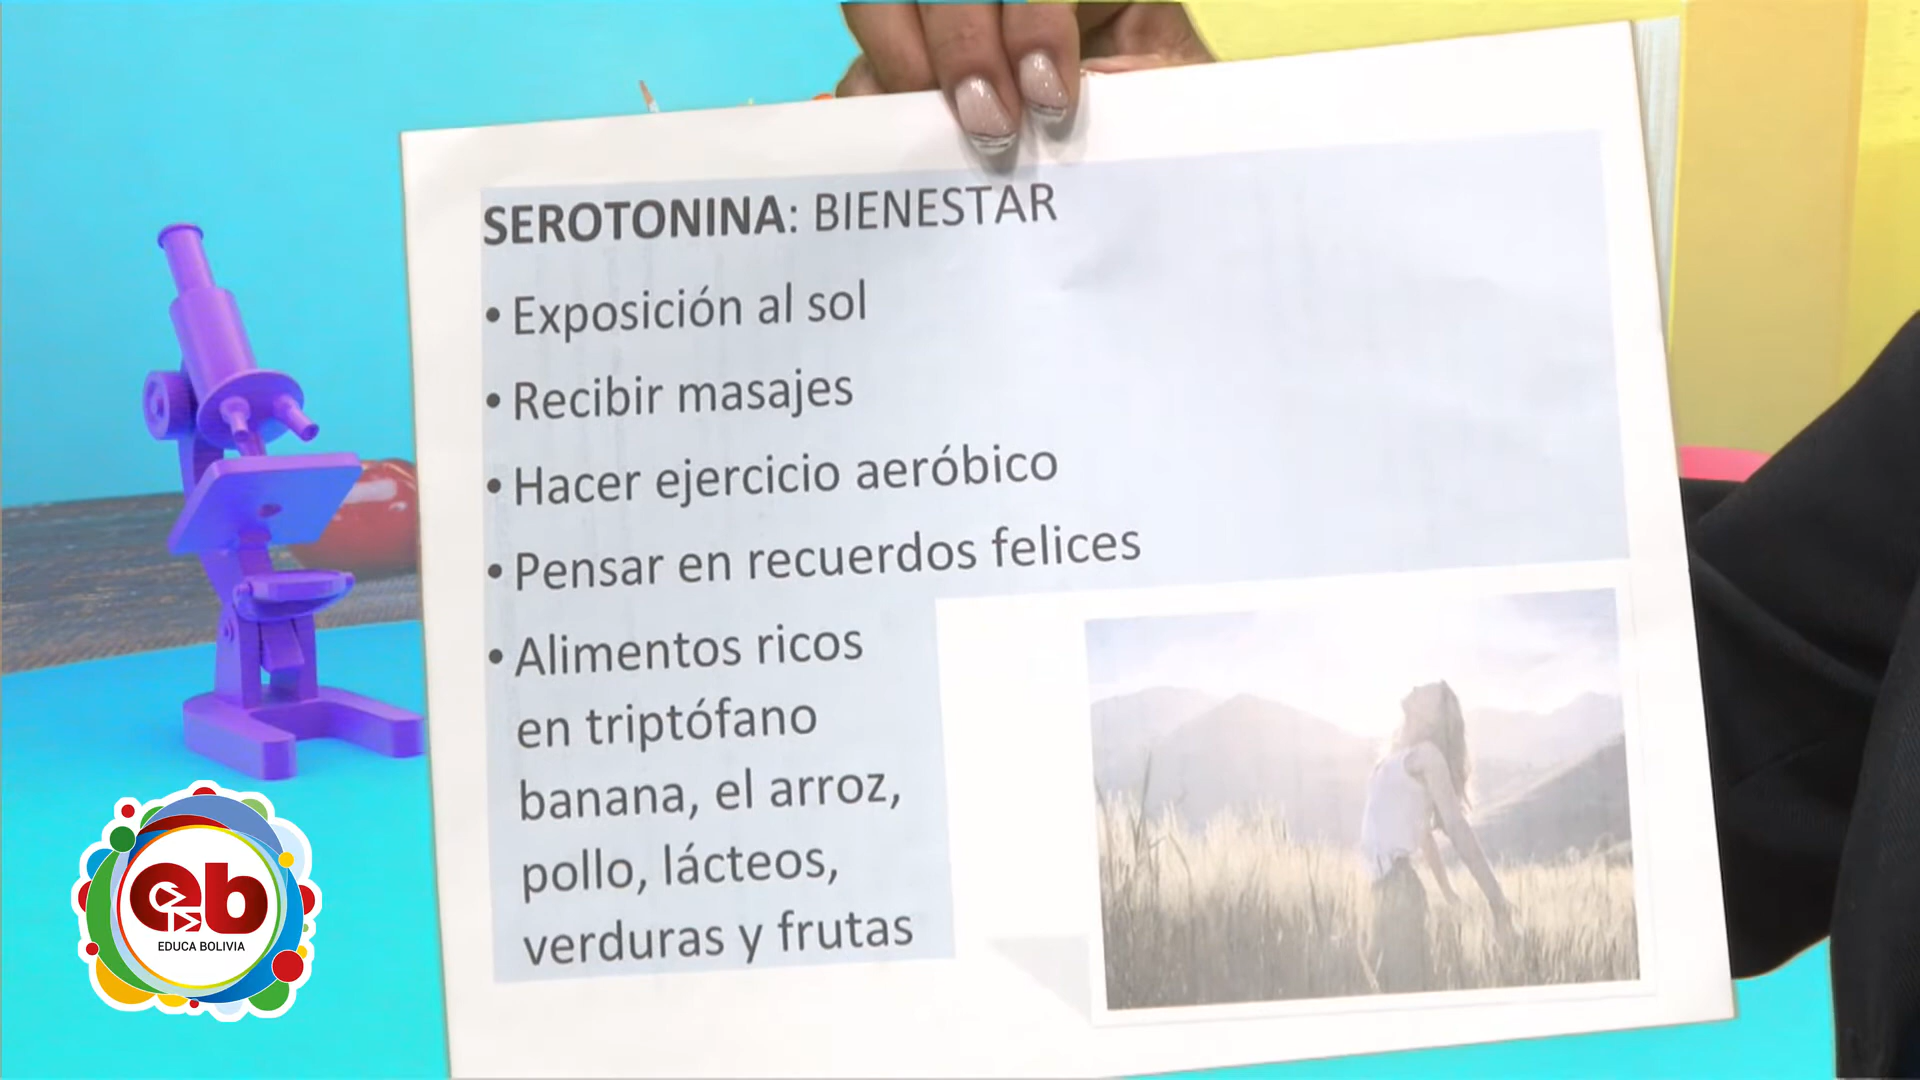 SEROTONINA: BIENESTAR
• Exposición al sol
• Recibir masajes
• Hacer ejercicio aeróbico
• Pensar en recuerdos felices
• Alimentos ricos
en triptófano
banana, el arroz,
pollo, lácteos,
verduras y frutas
eb
EDUCA BOLIVIA